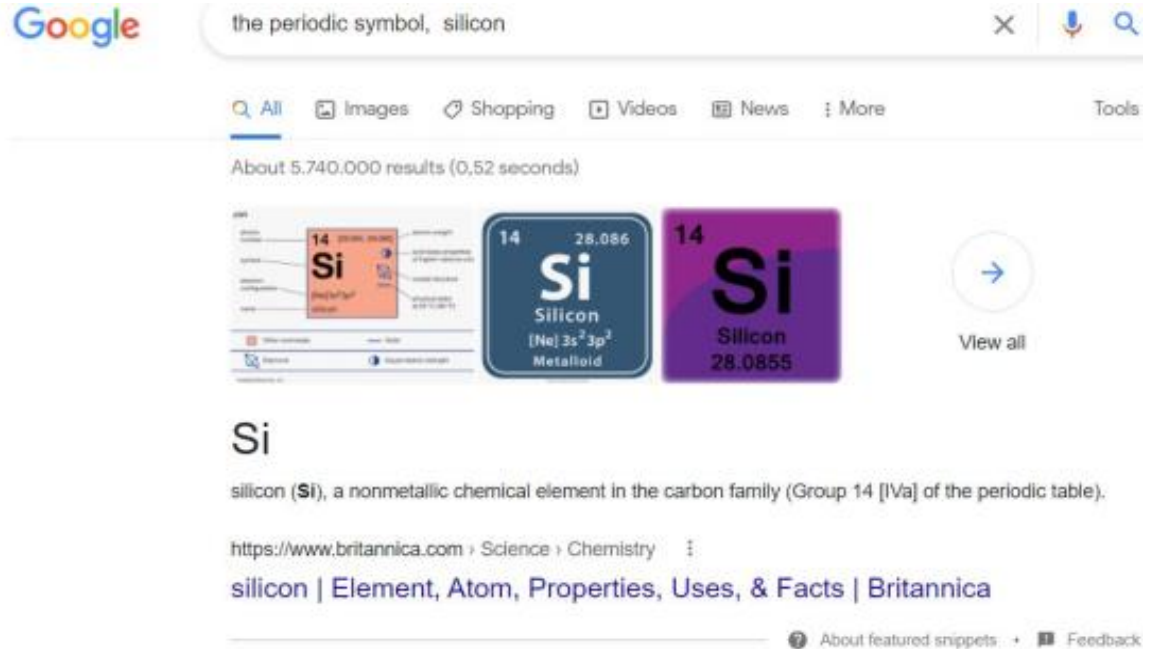 Google
the periodic symbol,  silicon
All Images Shopping Videos News More Tools
About 5.740.000 results (0,52 seconds)
14
Si
silicon
14 28.086
Si
Silicon
[Ne] 3s²3p²
Metalloid
14
Si
Silicon
28.0855
View all
Si
silicon (Si), a nonmetallic chemical element in the carbon family (Group 14 [IVa] of the periodic table).
https://www.britannica.com › Science › Chemistry
silicon | Element, Atom, Properties, Uses, & Facts | Britannica
About featured snippets • Feedback